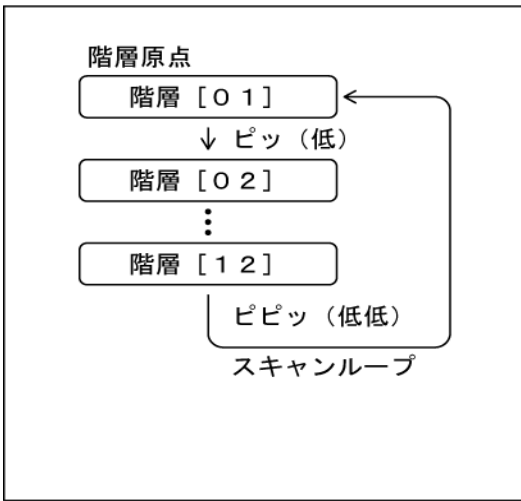 階層原点
階層［０１］
↓ ピッ（低）
階層［０２］
⋮
階層［１２］
ピピッ（低低）
スキャンループ